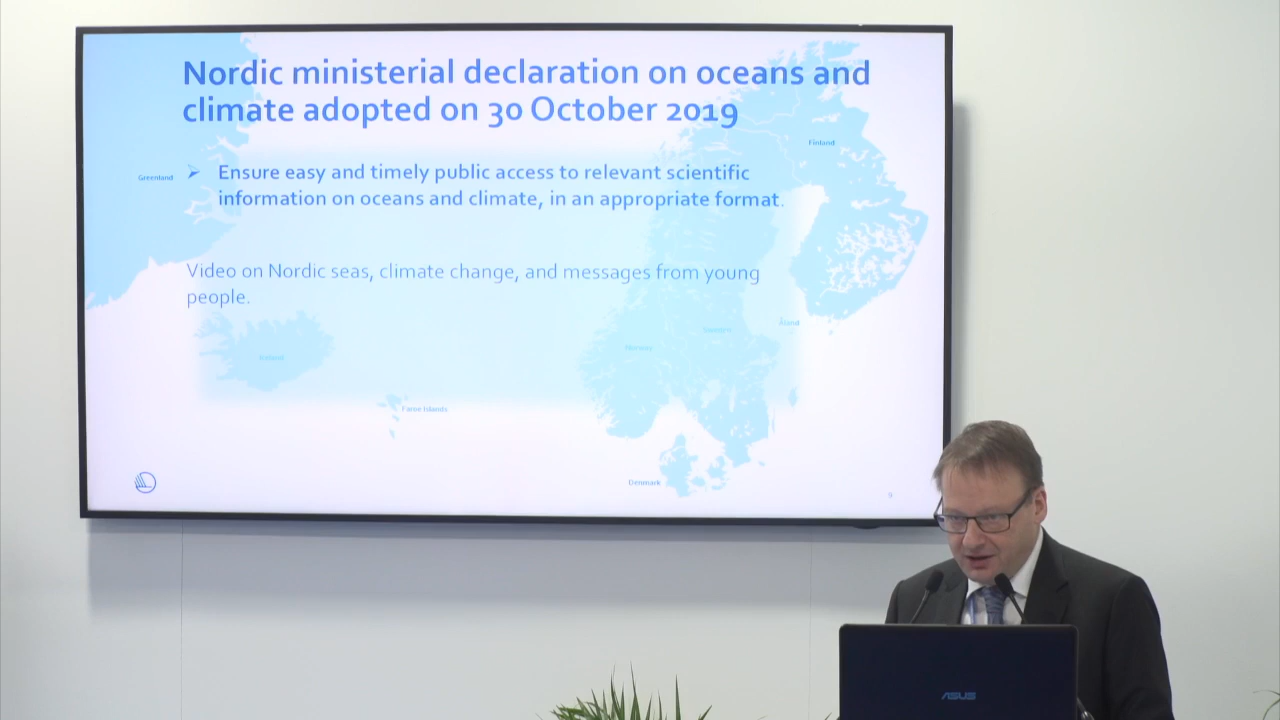 Nordic ministerial declaration on oceans and
climate adopted on 30 October 2019
Greenland
Finland
➢ Ensure easy and timely public access to relevant scientific
information on oceans and climate, in an appropriate format.
Video on Nordic seas, climate change, and messages from young
people.
Åland
Sweden
Norway
Iceland
Faroe Islands
Denmark
9
ASUS